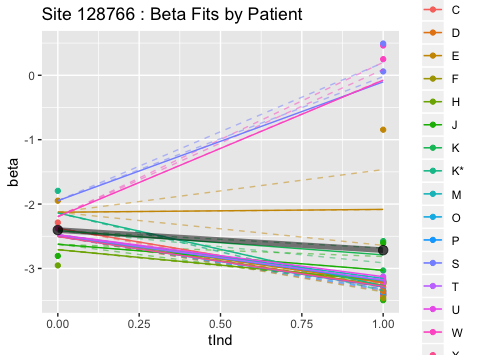 Site 128766 : Beta Fits by Patient
beta
0
-1
-2
-3
0.00 0.25 0.50 0.75 1.00
tInd
C
D
E
F
H
J
K
K*
M
O
P
S
T
U
W